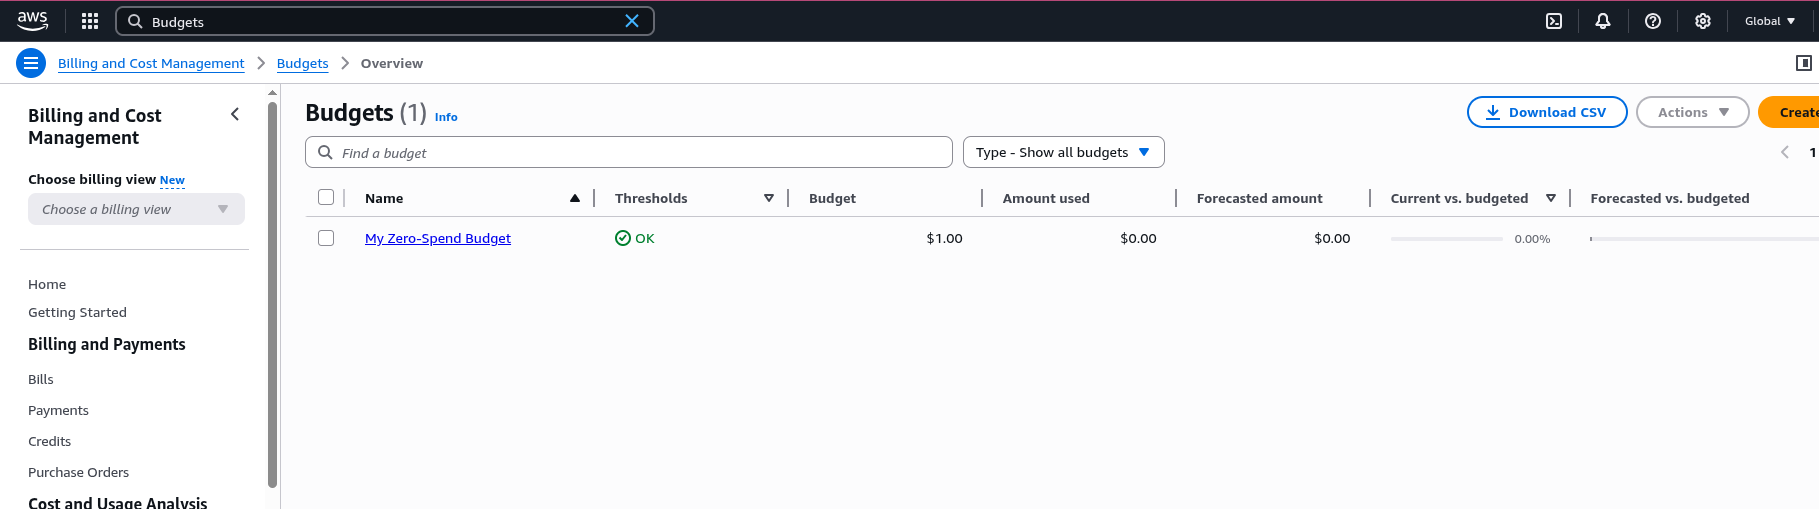 aws
Budgets
Global
Billing and Cost Management
Budgets
Overview
Billing and Cost
Management
Choose billing view New
Choose a billing view
Home
Getting Started
Billing and Payments
Bills
Payments
Credits
Purchase Orders
Cost and Usage Analysis
Budgets (1) Info
Download CSV
Actions
Create
Find a budget
Type - Show all budgets
1
Name Thresholds Budget Amount used Forecasted amount Current vs. budgeted Forecasted vs. budgeted
My Zero-Spend Budget OK $1.00 $0.00 $0.00 0.00%